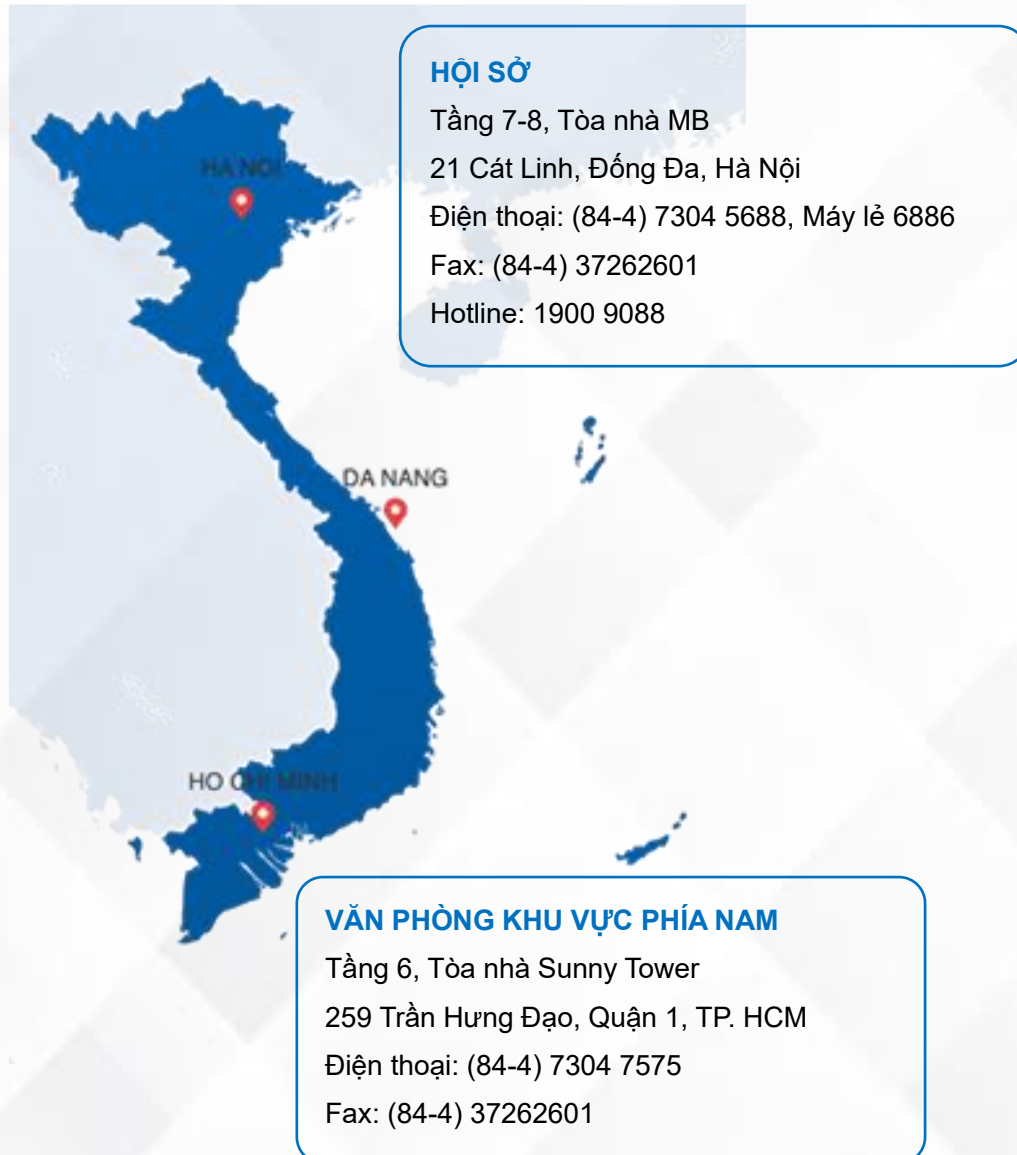 HỘI SỞ
Tầng 7-8, Tòa nhà MB
21 Cát Linh, Đống Đa, Hà Nội
Điện thoại: (84-4) 7304 5688, Máy lẻ 6886
Fax: (84-4) 37262601
Hotline: 1900 9088
HA NOI
DA NANG
HO CHI MINH
VĂN PHÒNG KHU VỰC PHÍA NAM
Tầng 6, Tòa nhà Sunny Tower
259 Trần Hưng Đạo, Quận 1, TP. HCM
Điện thoại: (84-4) 7304 7575
Fax: (84-4) 37262601